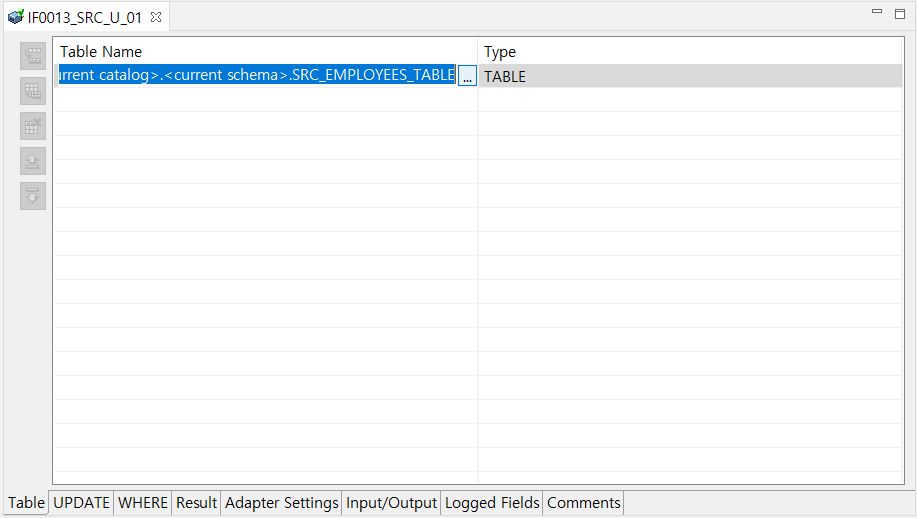 IF0013_SRC_U_01
Table Name Type
urrent catalog>.<current schema>.SRC_EMPLOYEES_TABLE ... TABLE
Table UPDATE WHERE Result Adapter Settings Input/Output Logged Fields Comments